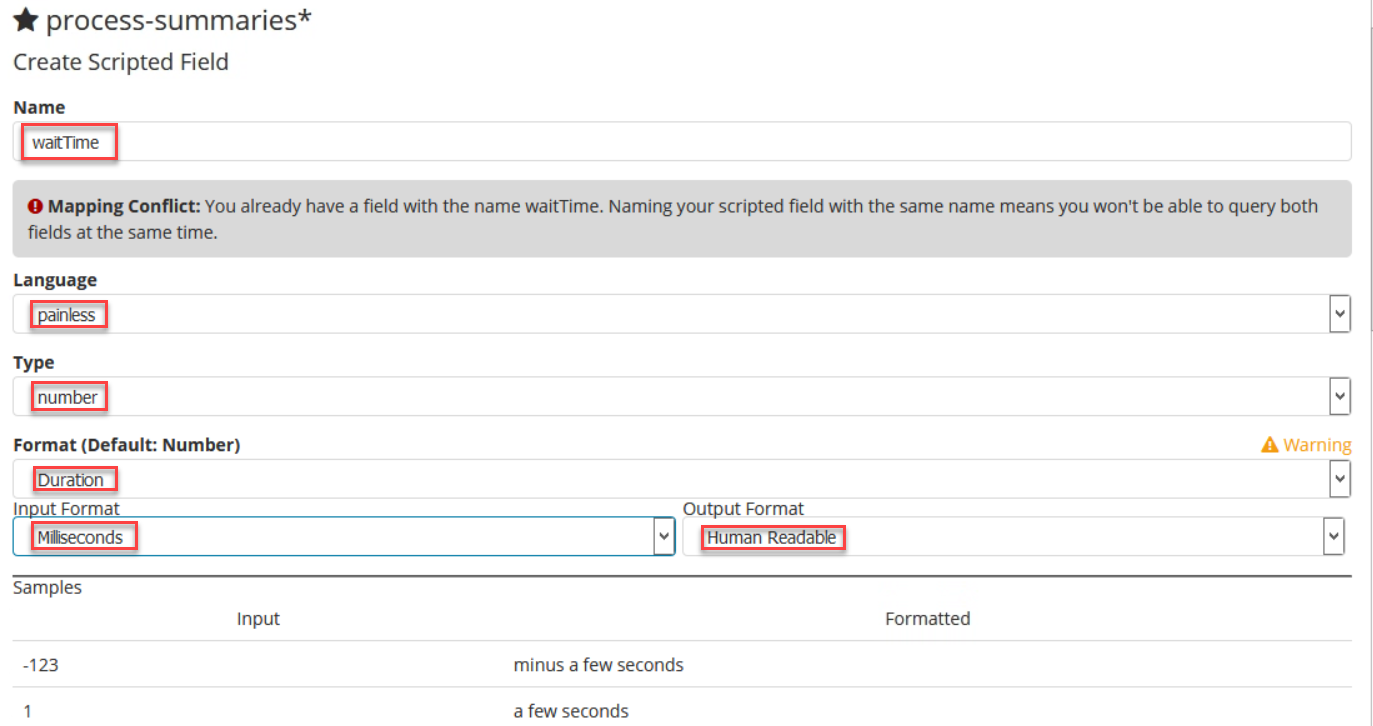 process-summaries*
Create Scripted Field
Name
waitTime
Mapping Conflict: You already have a field with the name waitTime. Naming your scripted field with the same name means you won't be able to query both
fields at the same time.
Language
painless
Type
number
Format (Default: Number) Warning
Duration
Input Format Output Format
Milliseconds Human Readable
Samples
Input Formatted
-123 minus a few seconds
1 a few seconds